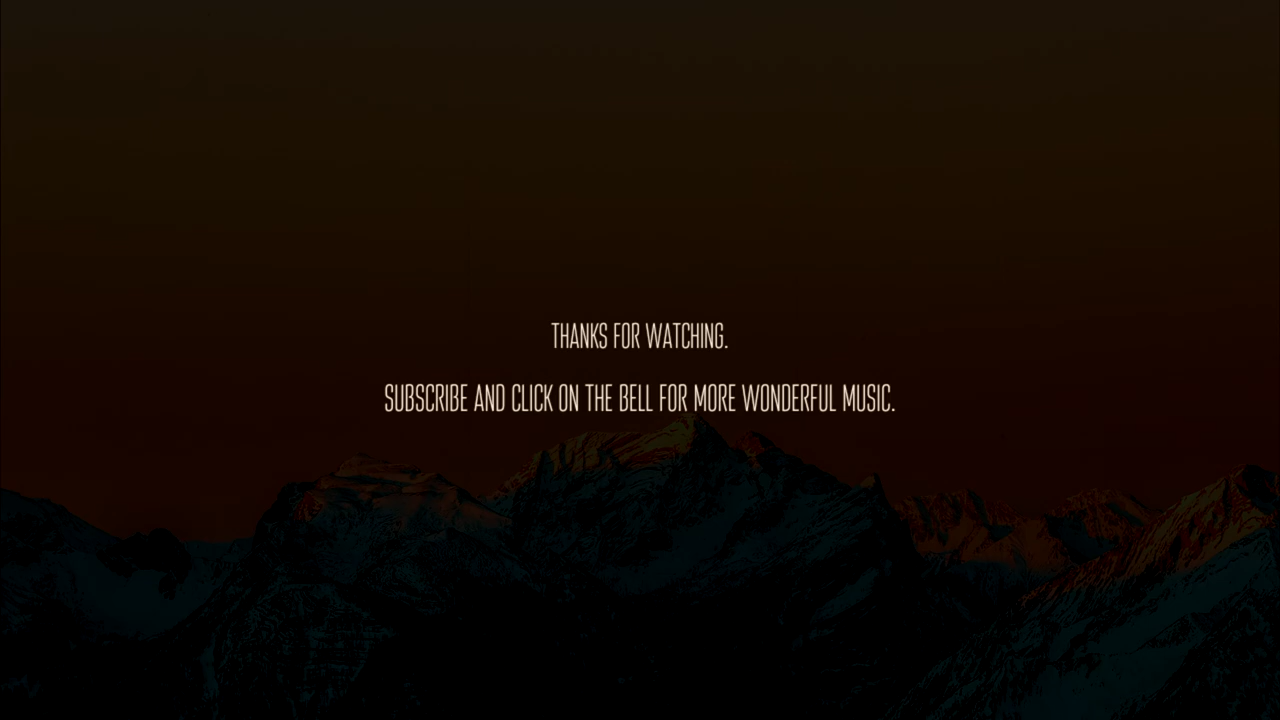 THANKS FOR WATCHING.
SUBSCRIBE AND CLICK ON THE BELL FOR MORE WONDERFUL MUSIC.